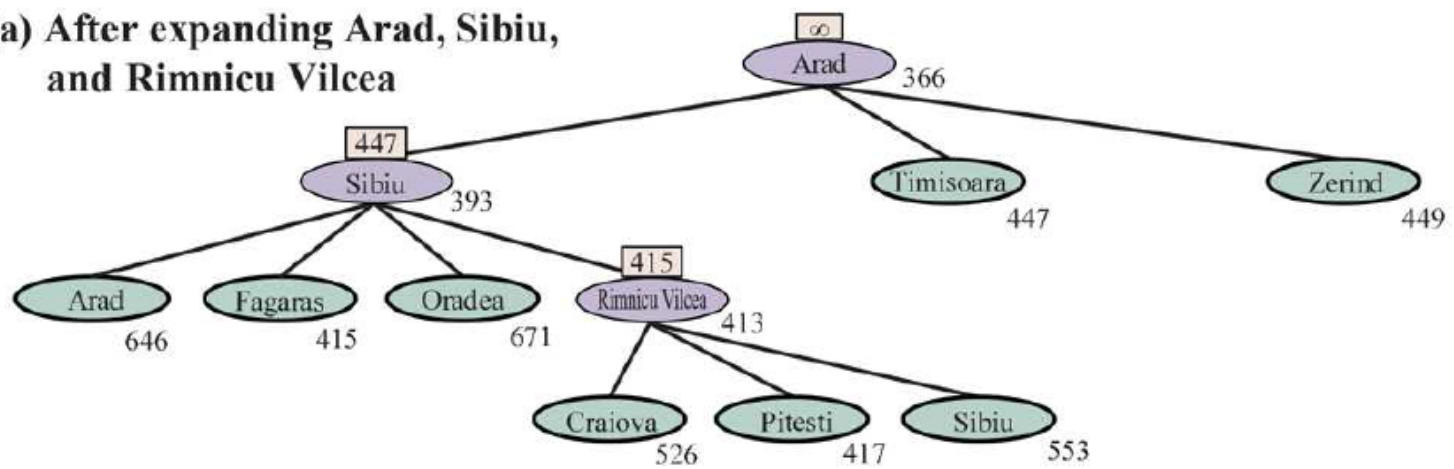 a) After expanding Arad, Sibiu,
and Rimnicu Vilcea
∞
Arad
366
447
Sibiu
393
Timisoara
447
Zerind
449
Arad
646
Fagaras
415
Oradea
671
415
Rimnicu Vilcea
413
Craiova
526
Pitesti
417
Sibiu
553